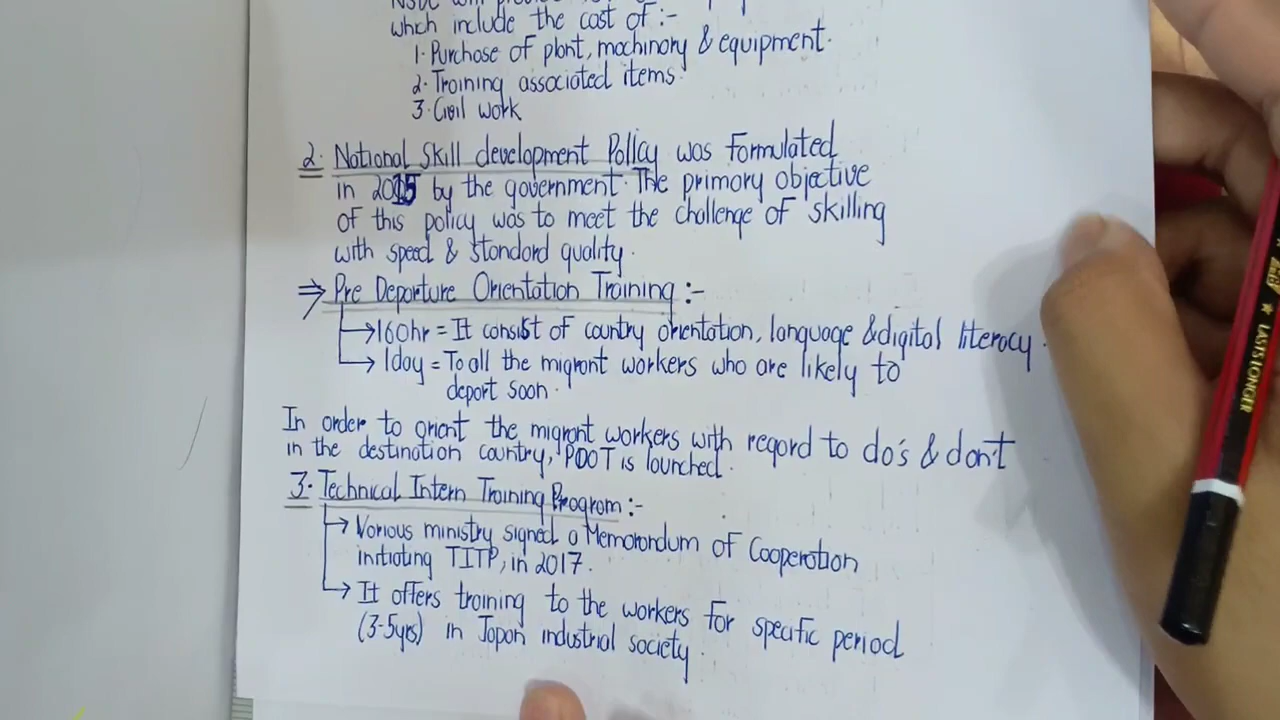 which include the cost of :-
1. Purchase of plant, machinary & equipment.
2. Training associated items.
3. Civil work
2. National Skill development Policy was formulated
in 2015 by the government. The primary objective
of this policy was to meet the challenge of skilling
with speed & standard quality.
⇒ Pre Departure Orientation Training :-
→ 160hr = It consist of country orientation, language & digital literacy.
→ 1day = To all the migrant workers who are likely to
depart soon.
In order to orient the migrant workers with regard to do's & don't
in the destination country, PDOT is launched.
3. Technical Intern Training Program :-
→ Various ministry signed a Memorandum of Cooperation
initiating TITP, in 2017.
→ It offers training to the workers for specific period
(3-5yrs) in Japan industrial society.
LASTS LONGER